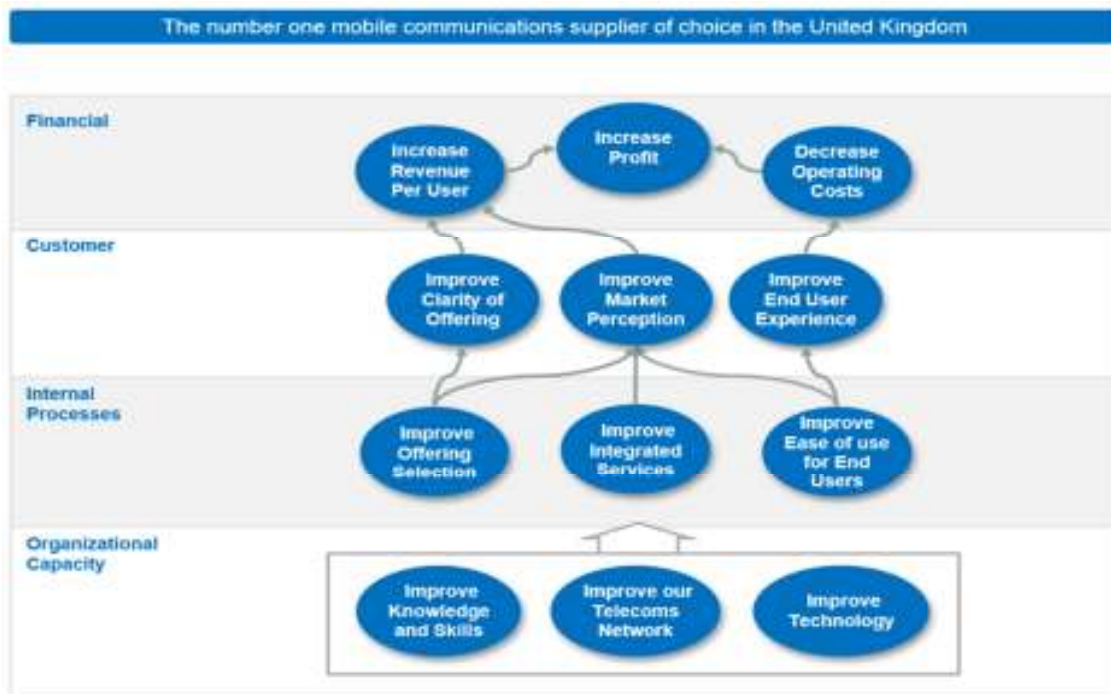 The number one mobile communications supplier of choice in the United Kingdom
Financial
Increase
Revenue
Per User
Increase
Profit
Decrease
Operating
Costs
Customer
Improve
Clarity of
Offering
Improve
Market
Perception
Improve
End User
Experience
Internal
Processes
Improve
Offering
Selection
Improve
Integrated
Services
Improve
Ease of use
for End
Users
Organizational
Capacity
Improve
Knowledge
and Skills
Improve our
Telecoms
Network
Improve
Technology